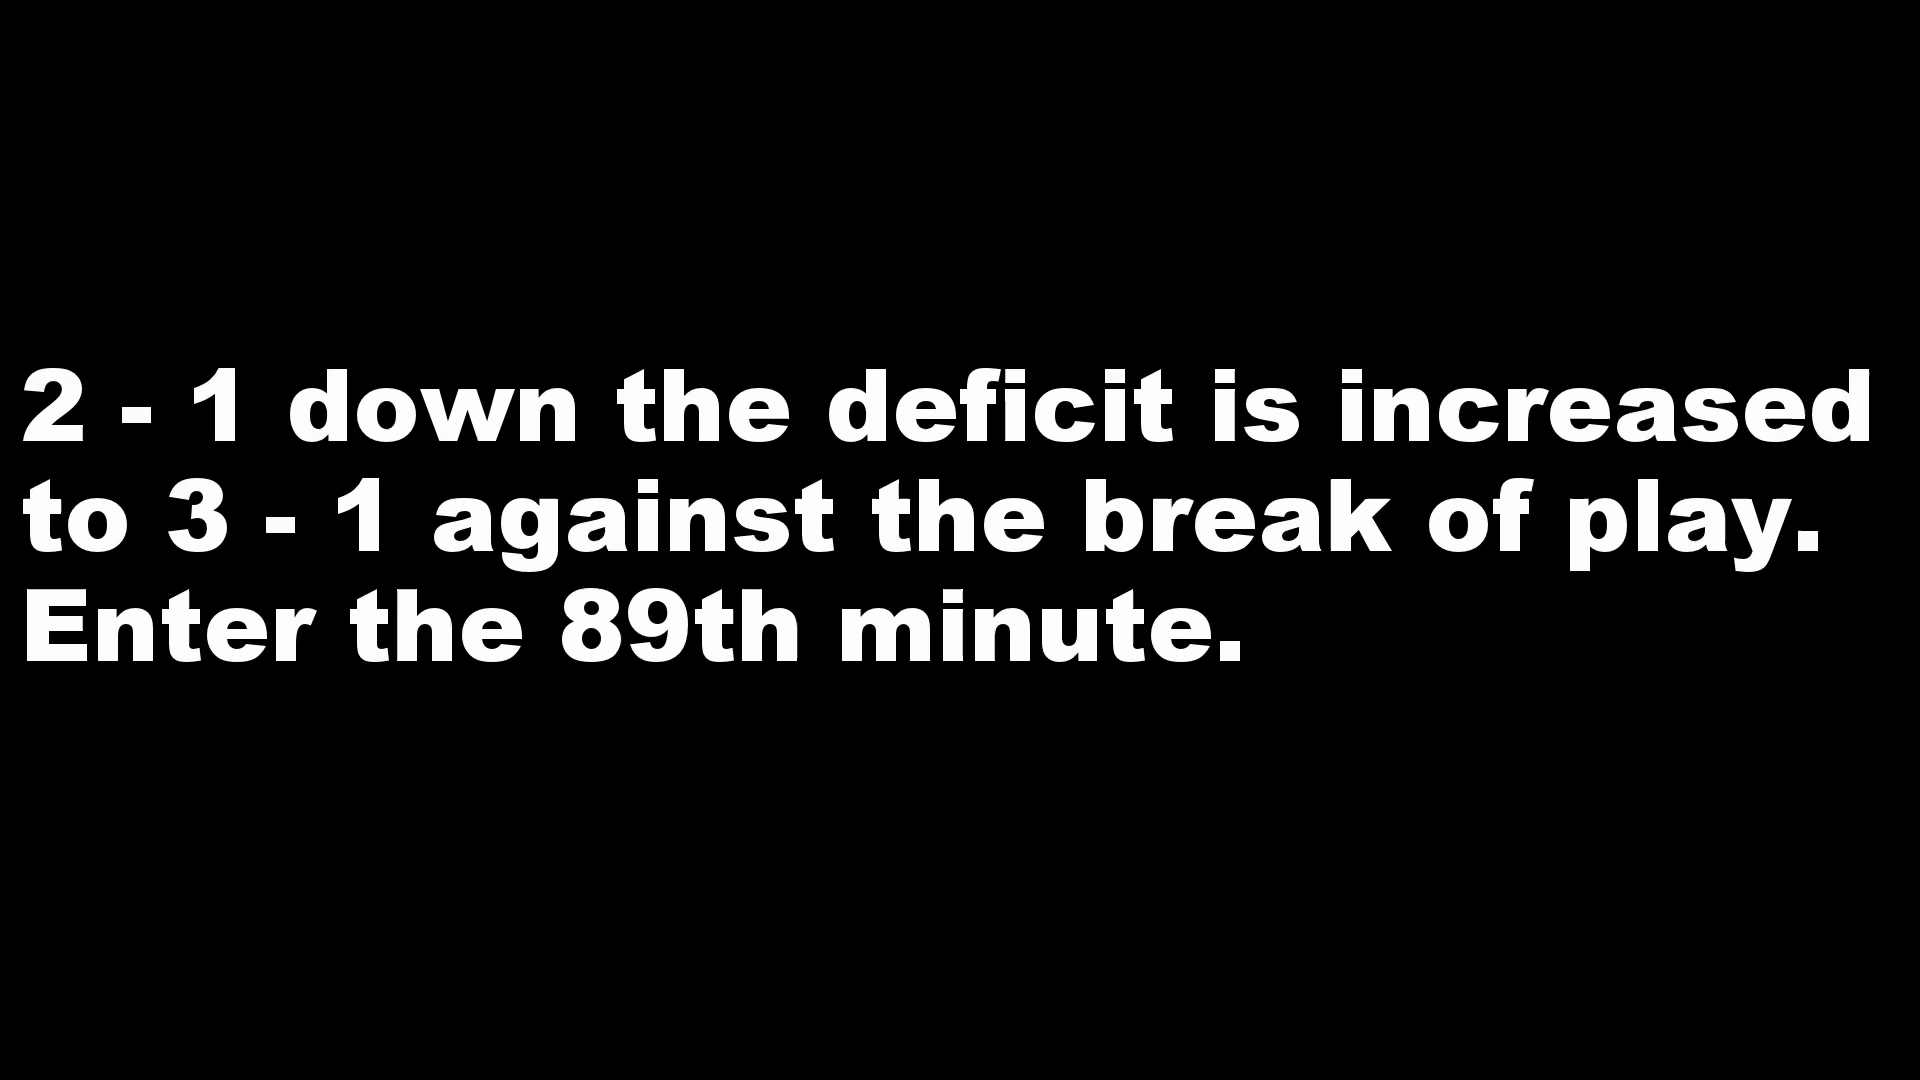 2 - 1 down the deficit is increased
to 3 - 1 against the break of play.
Enter the 89th minute.